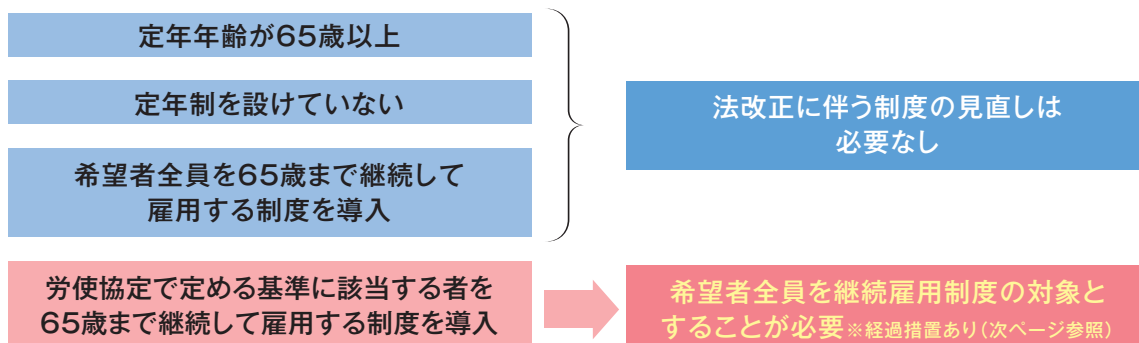 定年年齢が65歳以上
定年制を設けていない
希望者全員を65歳まで継続して
雇用する制度を導入
法改正に伴う制度の見直しは
必要なし
労使協定で定める基準に該当する者を
65歳まで継続して雇用する制度を導入
希望者全員を継続雇用制度の対象と
することが必要※経過措置あり(次ページ参照)